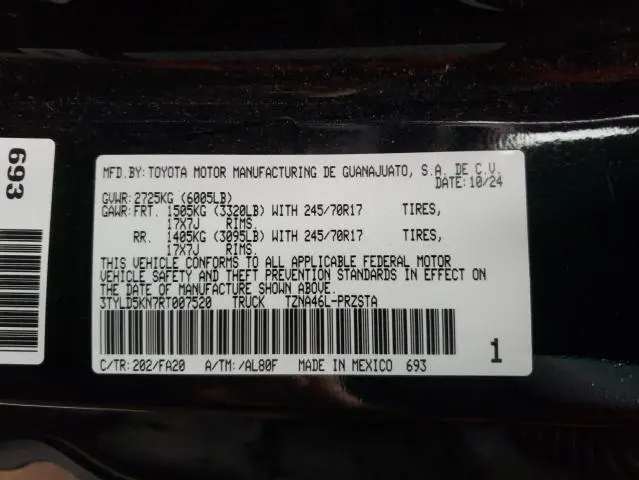 693
MFD.BY:TOYOTA MOTOR MANUFACTURING DE GUANAJUATO, S.A. DE C.V.
DATE:10/24
GVWR:2725KG (6005LB)
GAWR:FRT. 1505KG (3320LB) WITH 245/70R17 TIRES,
17X7J RIMS.
RR. 1405KG (3095LB) WITH 245/70R17 TIRES,
17X7J RIMS.
THIS VEHICLE CONFORMS TO ALL APPLICABLE FEDERAL MOTOR
VEHICLE SAFETY AND THEFT PREVENTION STANDARDS IN EFFECT ON
THE DATE OF MANUFACTURE SHOWN ABOVE.
3TYLD5KN7RT007520 TRUCK TZNA46L-PRZSTA
C/TR:202/FA20 A/TM:/AL80F MADE IN MEXICO 693
1